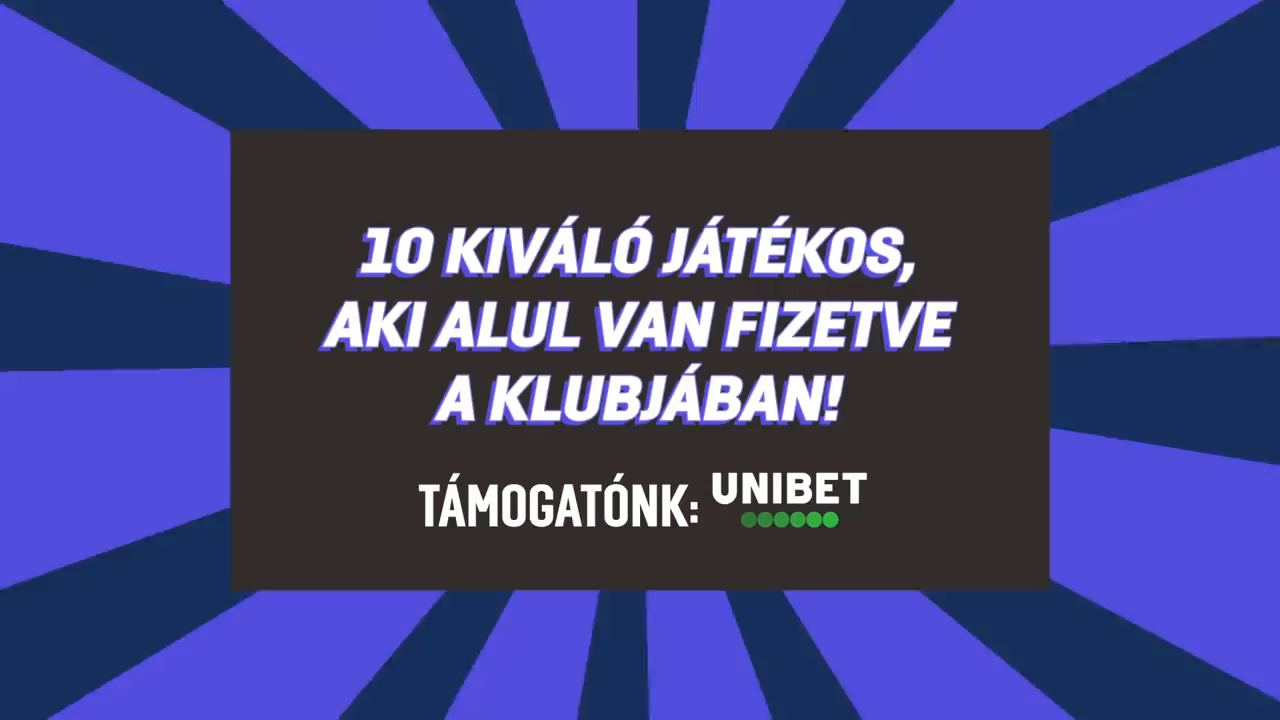 10 KIVÁLÓ JÁTÉKOS,
AKI ALUL VAN FIZETVE
A KLUBJÁBAN!
TÁMOGATÓNK: UNIBET